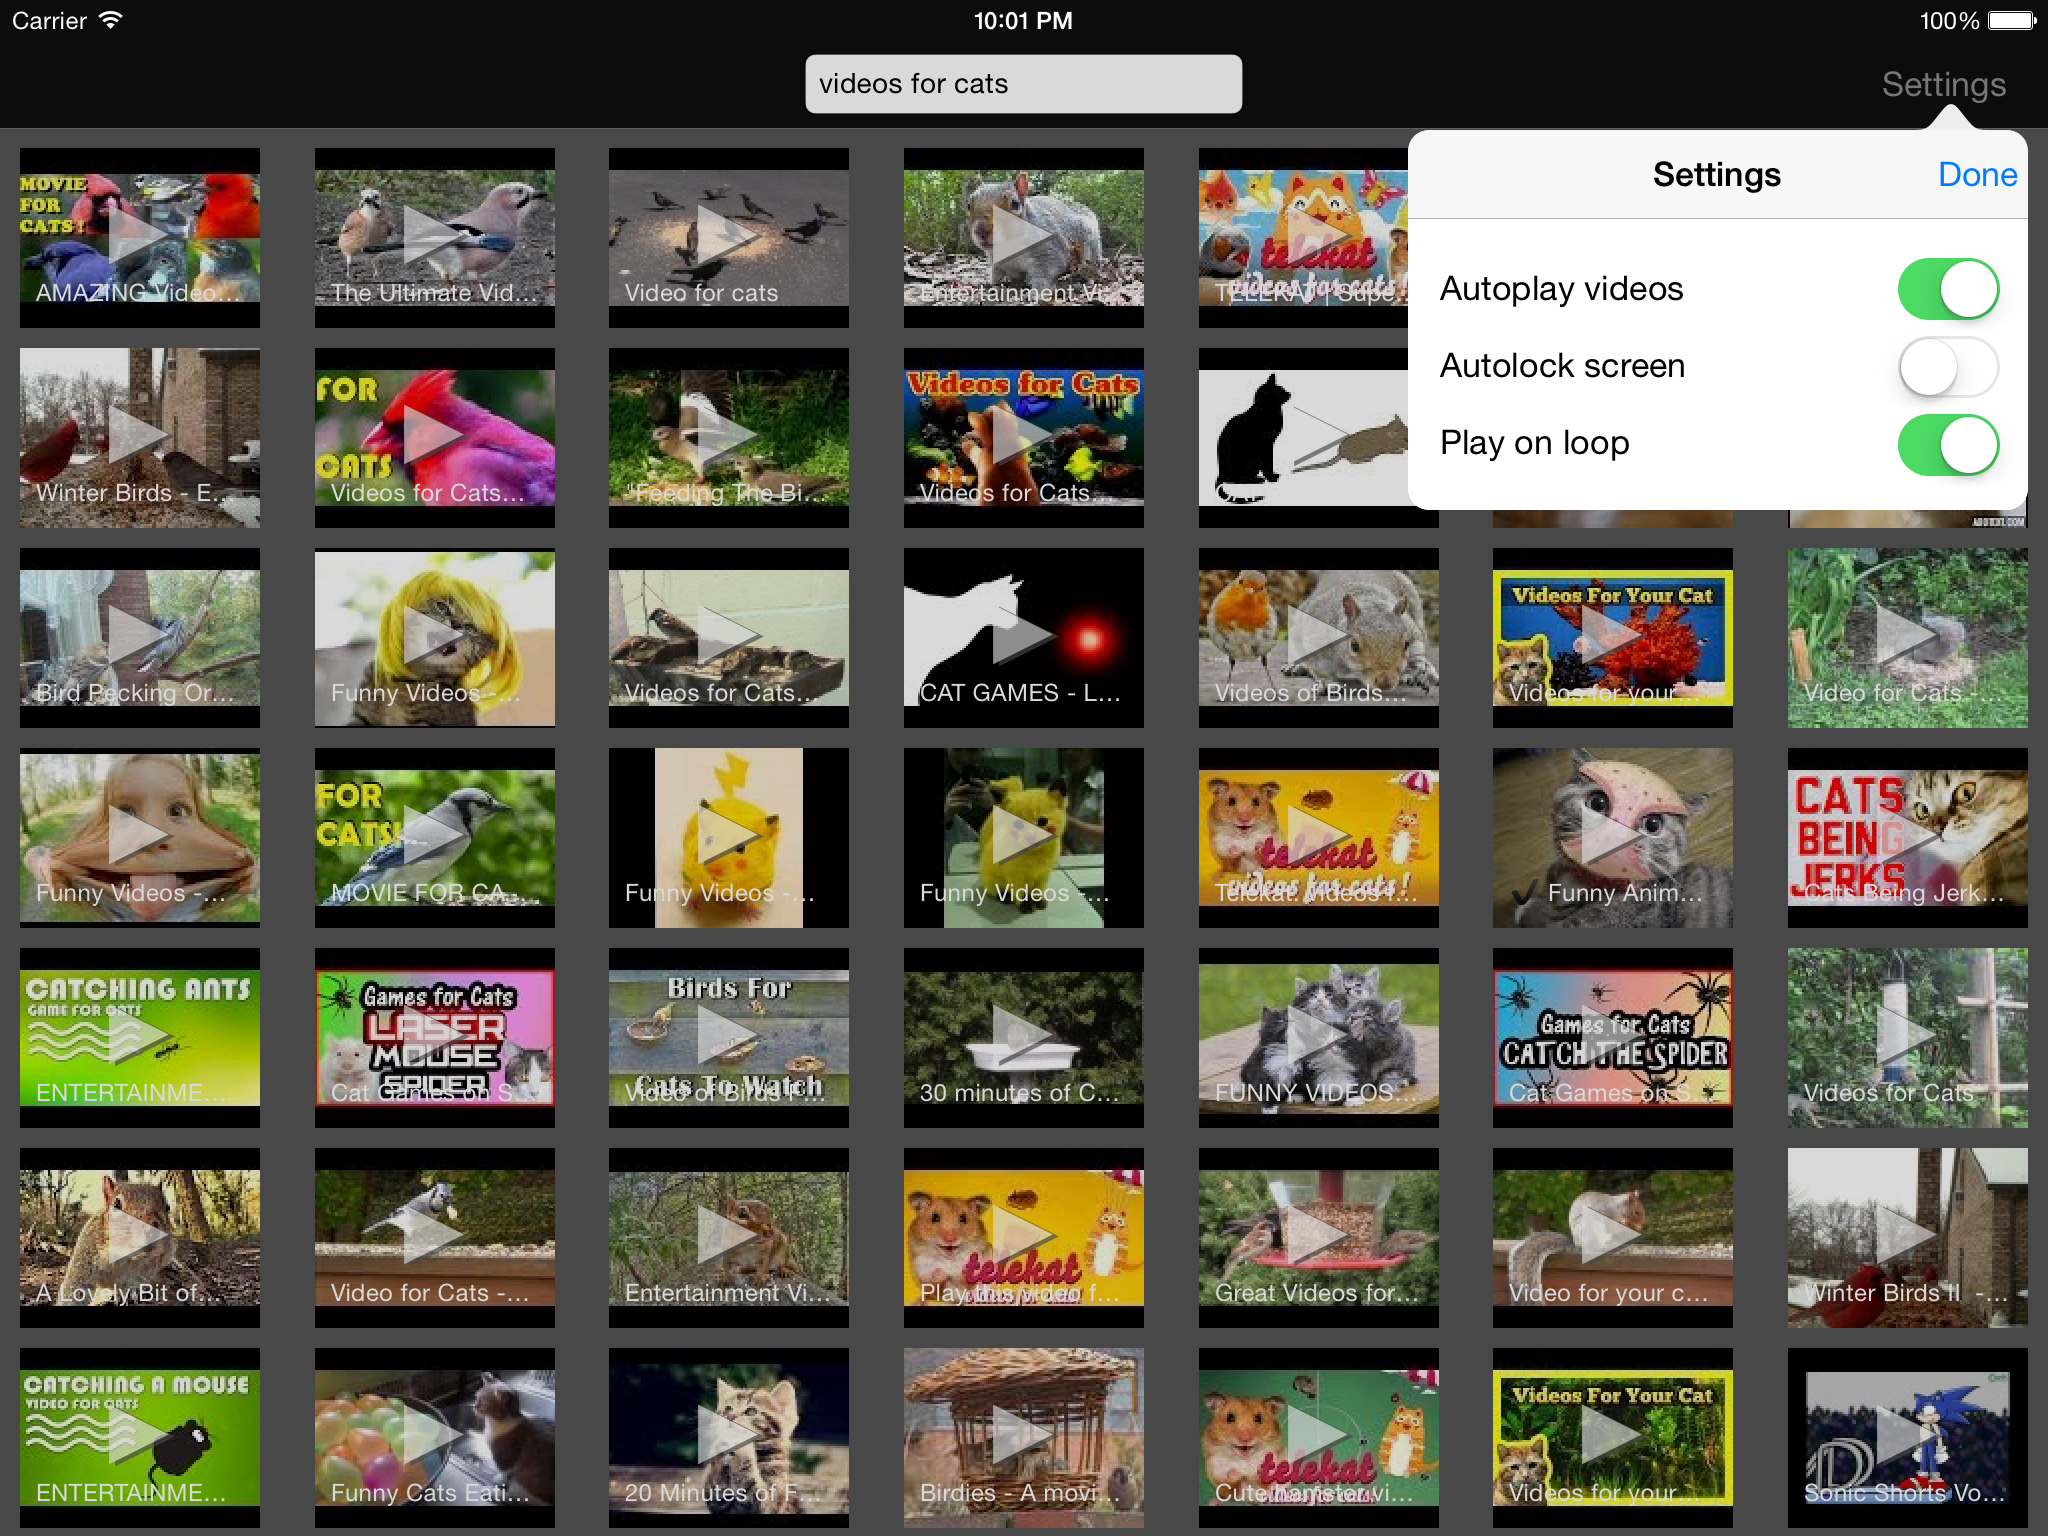 Carrier
10:01 PM
100%
videos for cats
Settings
Settings
Done
Autoplay videos
Autolock screen
Play on loop
MOVIE
FOR
CATS!
AMAZING Video...
The Ultimate Vid...
Video for cats
Entertainment Vi...
telekat
videos for cats!
TELEKAT | Supe...
Winter Birds - E...
FOR
CATS
Videos for Cats...
"Feeding The Bi...
Videos for Cats
Videos for Cats...
Bird Pecking Or...
Funny Videos -...
Videos for Cats...
CAT GAMES - L...
Videos of Birds...
Videos For Your Cat
Videos for your...
Video for Cats -...
Funny Videos -...
FOR
CATS!
MOVIE FOR CA...
Funny Videos -...
Funny Videos -...
telekat
videos for cats!
Telekat: Videos f...
✓ Funny Anim...
CATS
BEING
JERKS
Cats Being Jerk...
CATCHING ANTS
GAME FOR CATS
ENTERTAINME...
Games for Cats
LASER
MOUSE
SPIDER
Cat Games on S...
Birds For
Cats To Watch
Video of Birds F...
30 minutes of C...
FUNNY VIDEOS...
Games for Cats
CATCH THE SPIDER
Cat Games on S...
Videos for Cats
A Lovely Bit of...
Video for Cats -...
Entertainment Vi...
telekat
Play this video f...
Great Videos for...
Video for your c...
Winter Birds II -...
CATCHING A MOUSE
VIDEO FOR CATS
ENTERTAINME...
Funny Cats Eati...
20 Minutes of F...
Birdies - A movi...
telekat
videos for cats!
Cute hamster vi...
Videos For Your Cat
Videos for your...
Sonic Shorts Vo...